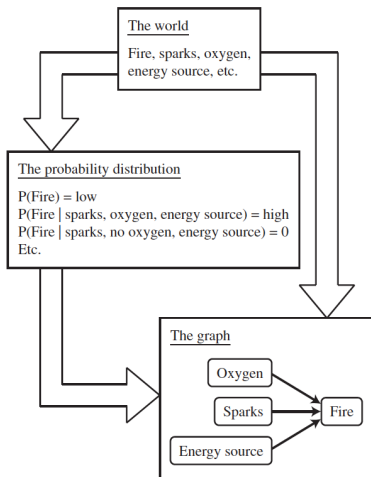 The world
Fire, sparks, oxygen,
energy source, etc.
The probability distribution
P(Fire) = low
P(Fire | sparks, oxygen, energy source) = high
P(Fire | sparks, no oxygen, energy source) = 0
Etc.
The graph
Oxygen
Sparks
Fire
Energy source